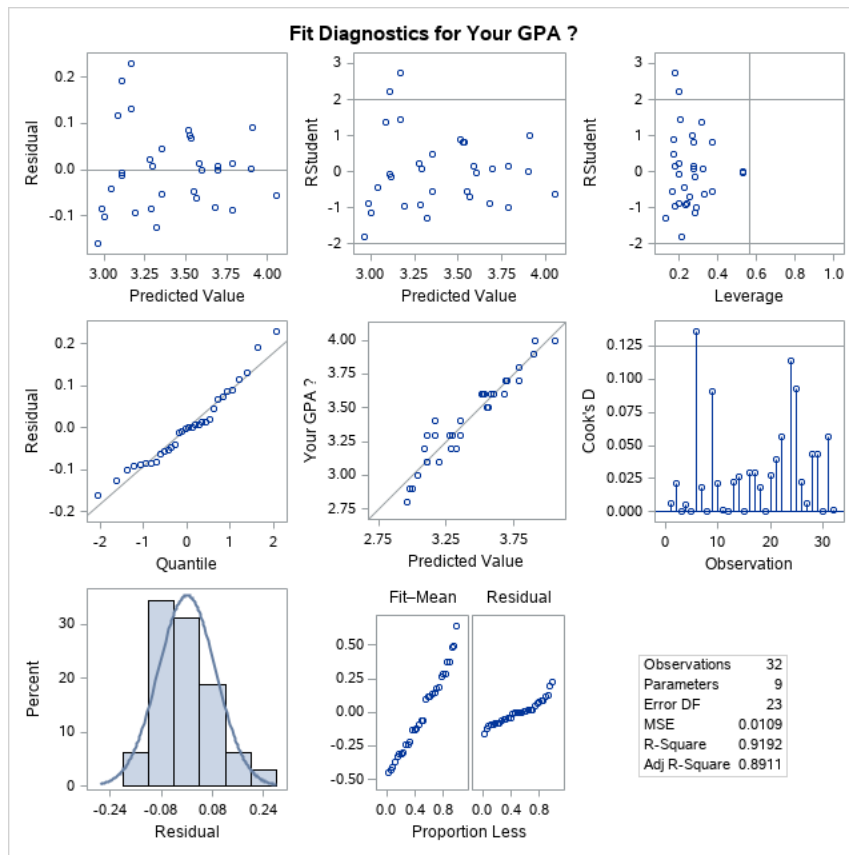 Fit Diagnostics for Your GPA ?
Residual
0.2
0.1
0.0
-0.1
3.00 3.25 3.50 3.75 4.00
Predicted Value
RStudent
3
2
1
0
-1
-2
3.00 3.25 3.50 3.75 4.00
Predicted Value
RStudent
3
2
1
0
-1
-2
0.2 0.4 0.6 0.8 1.0
Leverage
Residual
0.2
0.1
0.0
-0.1
-0.2
-2 -1 0 1 2
Quantile
Your GPA ?
4.00
3.75
3.50
3.25
3.00
2.75
2.75 3.25 3.75
Predicted Value
Cook's D
0.125
0.100
0.075
0.050
0.025
0.000
0 10 20 30
Observation
Percent
30
20
10
0
-0.24 -0.08 0.08 0.24
Residual
Fit–Mean Residual
0.50
0.25
0.00
-0.25
-0.50
0.0 0.4 0.8 0.0 0.4 0.8
Proportion Less
Observations 32
Parameters 9
Error DF 23
MSE 0.0109
R-Square 0.9192
Adj R-Square 0.8911